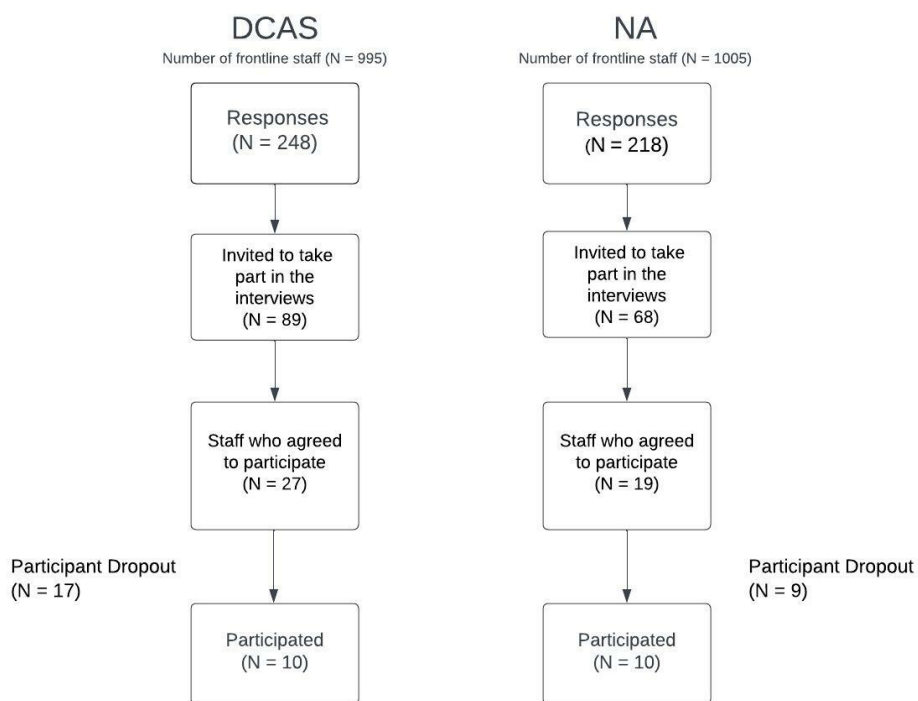 DCAS
Number of frontline staff (N = 995)
Responses
(N = 248)
Invited to take
part in the
interviews
(N = 89)
Staff who agreed
to participate
(N = 27)
Participant Dropout
(N = 17)
Participated
(N = 10)
NA
Number of frontline staff (N = 1005)
Responses
(N = 218)
Invited to take
part in the
interviews
(N = 68)
Staff who agreed
to participate
(N = 19)
Participant Dropout
(N = 9)
Participated
(N = 10)